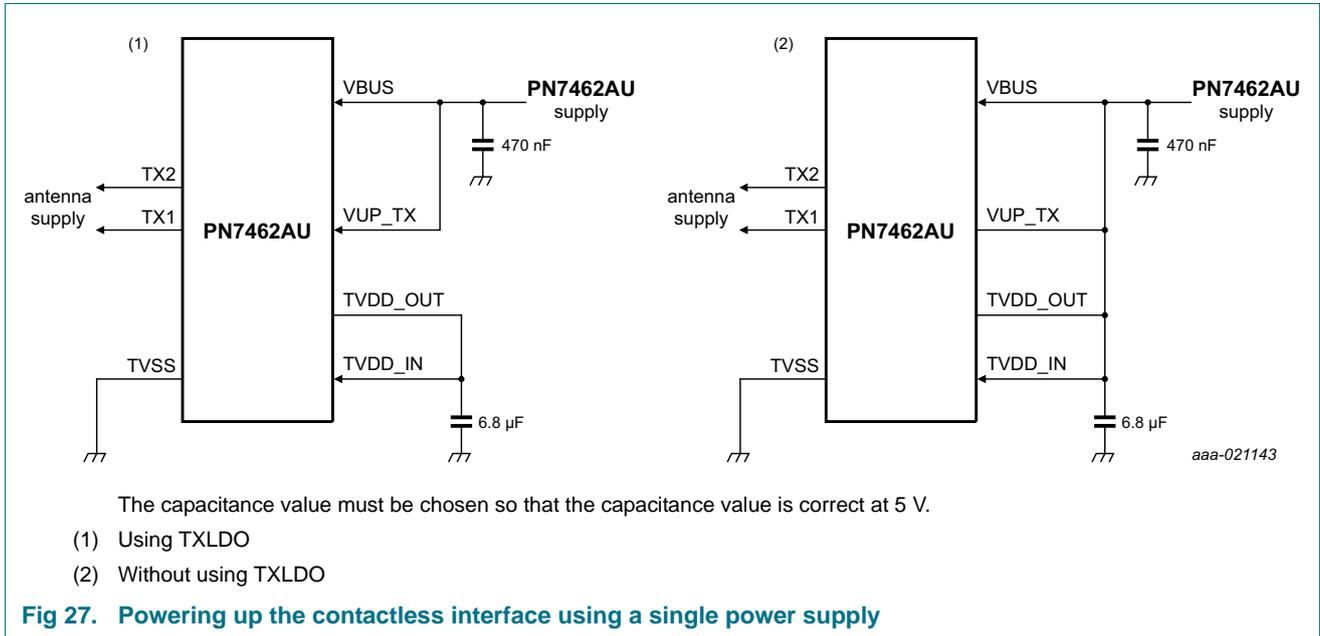 (1)
VBUS
PN7462AU
supply
470 nF
TX2
antenna
supply
TX1
PN7462AU
VUP_TX
TVDD_OUT
TVSS
TVDD_IN
6.8 µF
(2)
VBUS
PN7462AU
supply
470 nF
TX2
antenna
supply
TX1
PN7462AU
VUP_TX
TVDD_OUT
TVSS
TVDD_IN
6.8 µF
aaa-021143
The capacitance value must be chosen so that the capacitance value is correct at 5 V.
(1) Using TXLDO
(2) Without using TXLDO
Fig 27. Powering up the contactless interface using a single power supply